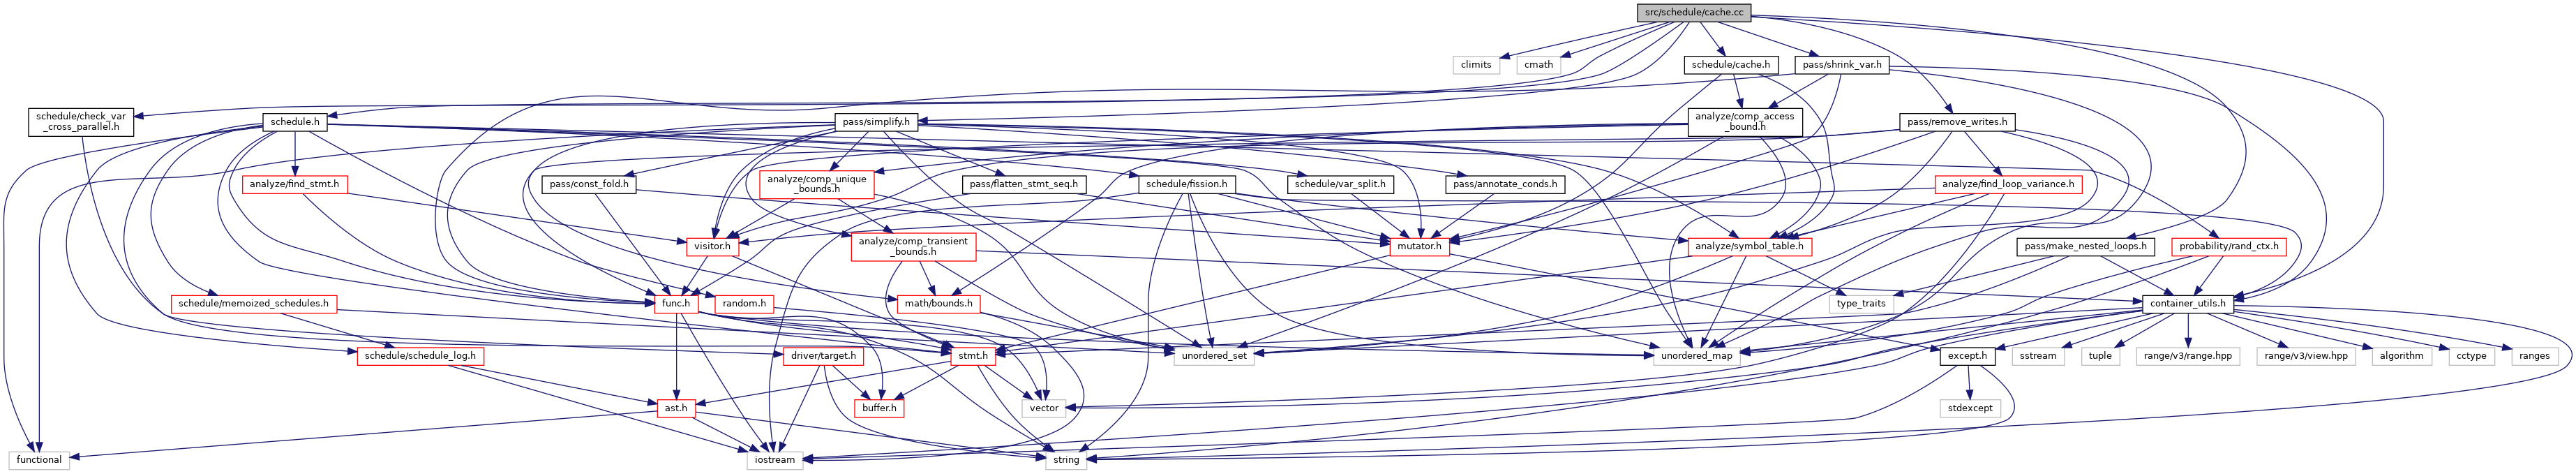 src/schedule/cache.cc
climits
cmath
schedule/cache.h
pass/shrink_var.h
schedule/check_var
_cross_parallel.h
schedule.h
pass/simplify.h
analyze/comp_access
_bound.h
pass/remove_writes.h
analyze/find_stmt.h
pass/const_fold.h
analyze/comp_unique
_bounds.h
pass/flatten_stmt_seq.h
schedule/fission.h
schedule/var_split.h
pass/annotate_conds.h
analyze/find_loop_variance.h
visitor.h
analyze/comp_transient
_bounds.h
mutator.h
analyze/symbol_table.h
pass/make_nested_loops.h
probability/rand_ctx.h
schedule/memoized_schedules.h
func.h
random.h
math/bounds.h
type_traits
container_utils.h
schedule/schedule_log.h
driver/target.h
stmt.h
unordered_set
unordered_map
except.h
sstream
tuple
range/v3/range.hpp
range/v3/view.hpp
algorithm
cctype
ranges
ast.h
buffer.h
vector
stdexcept
functional
iostream
string